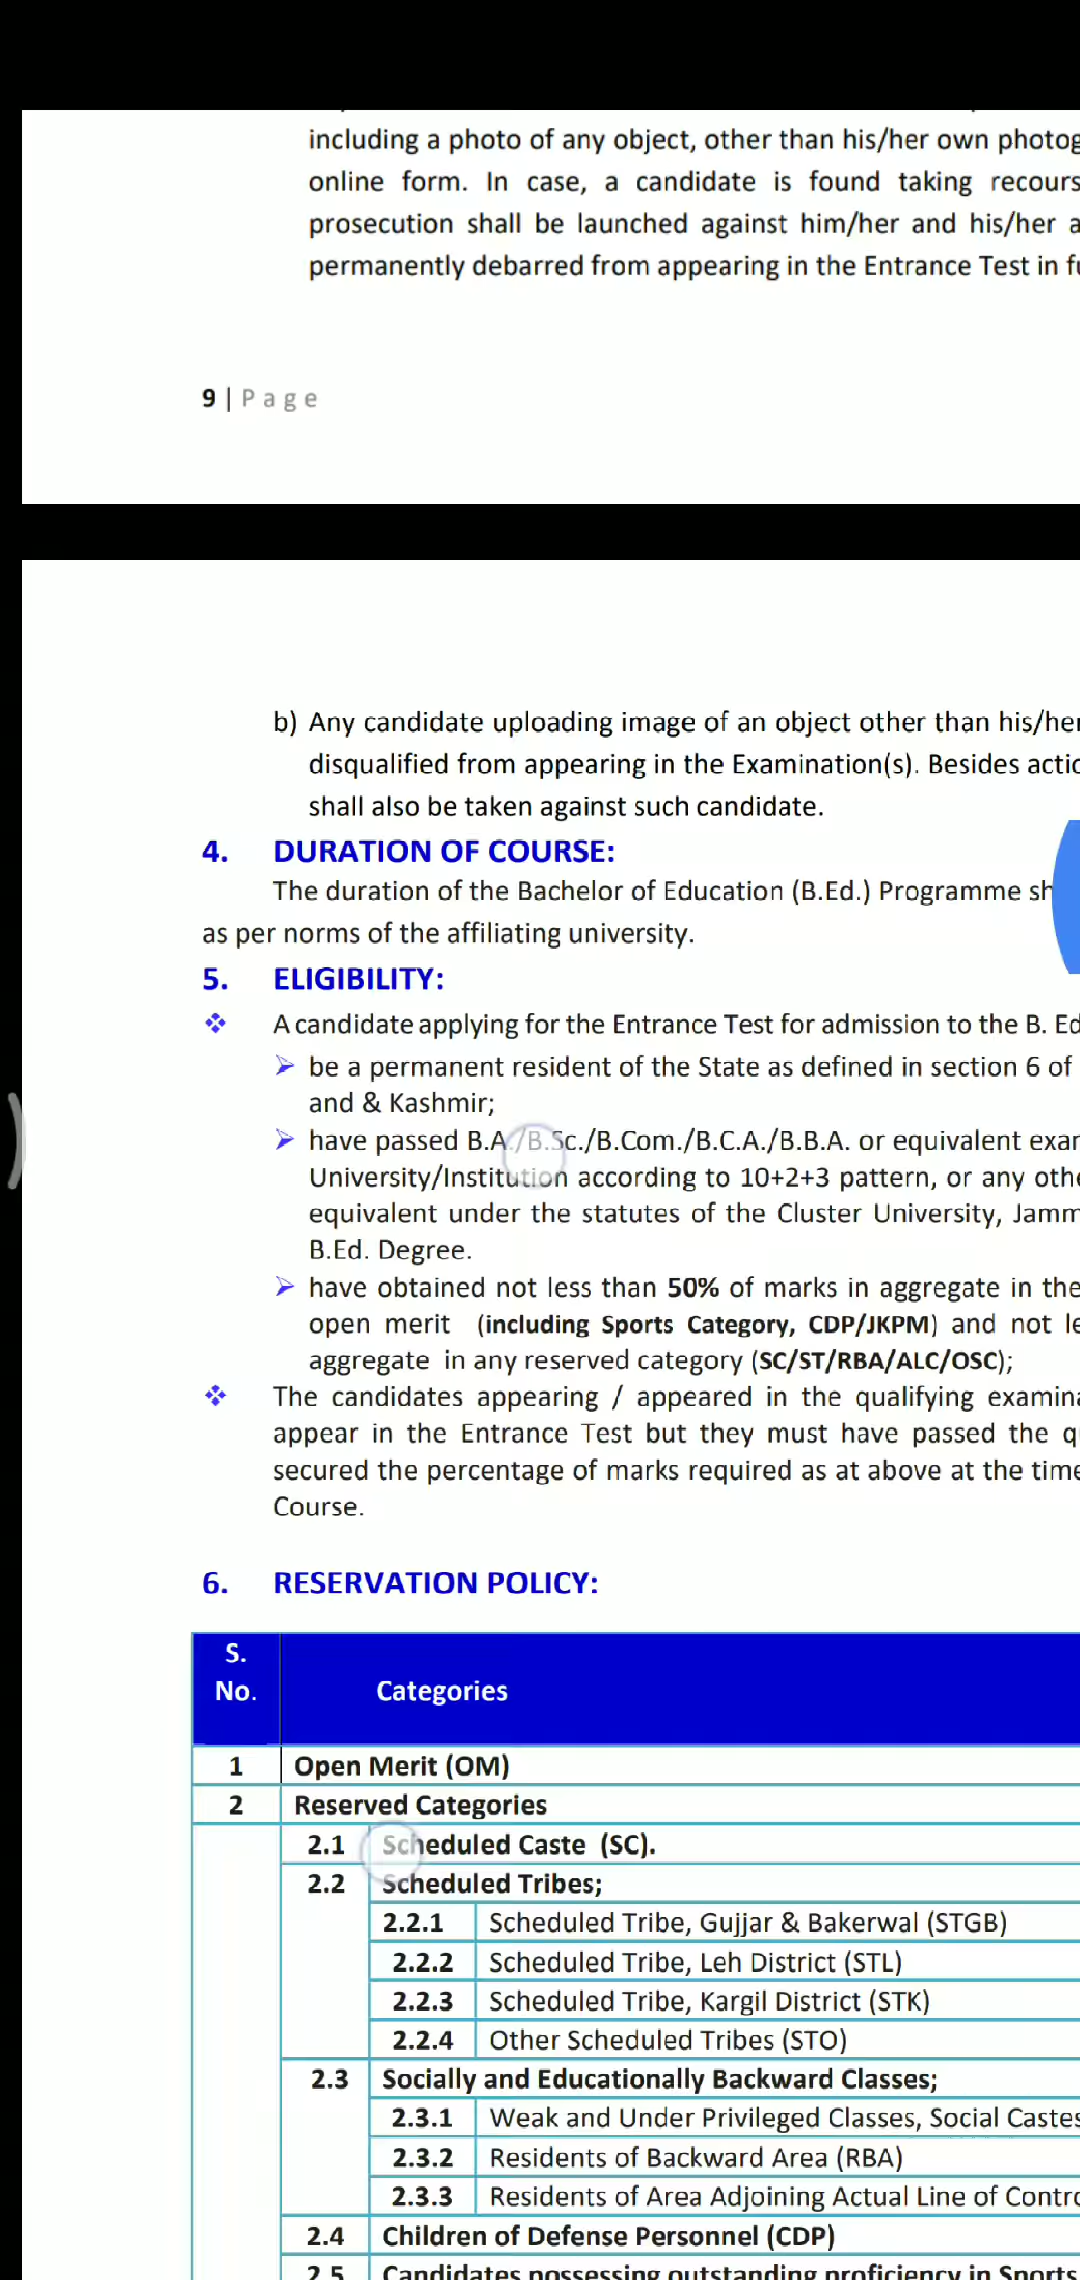 including a photo of any object, other than his/her own
online form. In case, a candidate is found taking
prosecution shall be launched against him/her and his/her
permanently debarred from appearing in the Entrance Test in
9 | Page
b) Any candidate uploading image of an object other than
disqualified from appearing in the Examination(s). Besides
shall also be taken against such candidate.
4. DURATION OF COURSE:
The duration of the Bachelor of Education (B.Ed.) Programme
as per norms of the affiliating university.
5. ELIGIBILITY:
❖ A candidate applying for the Entrance Test for admission to the B.
➢ be a permanent resident of the State as defined in section 6 of
and & Kashmir;
➢ have passed B.A./B.Sc./B.Com./B.C.A./B.B.A. or equivalent
University/Institution according to 10+2+3 pattern, or any
equivalent under the statutes of the Cluster University,
B.Ed. Degree.
➢ have obtained not less than 50% of marks in aggregate in the
open merit (including Sports Category, CDP/JKPM) and not
aggregate in any reserved category (SC/ST/RBA/ALC/OSC);
❖ The candidates appearing / appeared in the qualifying
appear in the Entrance Test but they must have passed the
secured the percentage of marks required as at above at the
Course.
6. RESERVATION POLICY:
S.
No. Categories
1 Open Merit (OM)
2 Reserved Categories
2.1 Scheduled Caste (SC).
2.2 Scheduled Tribes;
2.2.1 Scheduled Tribe, Gujjar & Bakerwal (STGB)
2.2.2 Scheduled Tribe, Leh District (STL)
2.2.3 Scheduled Tribe, Kargil District (STK)
2.2.4 Other Scheduled Tribes (STO)
2.3 Socially and Educationally Backward Classes;
2.3.1 Weak and Under Privileged Classes, Social Castes
2.3.2 Residents of Backward Area (RBA)
2.3.3 Residents of Area Adjoining Actual Line of
2.4 Children of Defense Personnel (CDP)
2.5 Candidates possessing outstanding proficiency in Sports